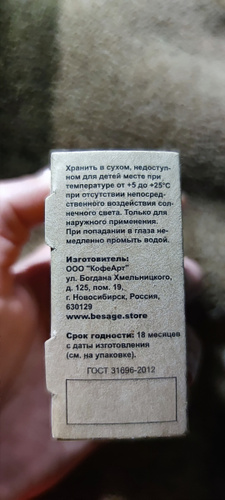 Хранить в сухом, недоступ-
ном для детей месте при
температуре от +5 до +25°С
при отсутствии непосред-
ственного воздействия сол-
нечного света. Только для
наружного применения.
При попадании в глаза не-
медленно промыть водой.
Изготовитель:
ООО "КофеАрт"
ул. Богдана Хмельницкого,
д. 125, пом. 19,
г. Новосибирск, Россия,
630129
www.besage.store
Срок годности: 18 месяцев
с даты изготовления
(см. на упаковке).
ГОСТ 31696-2012